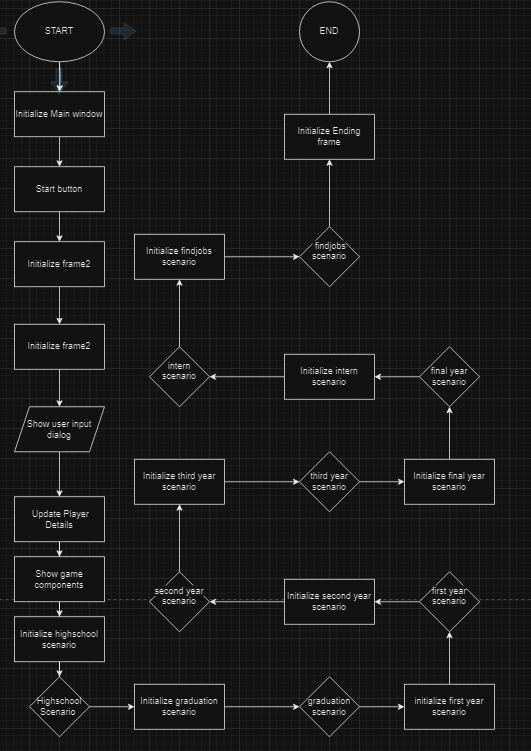 START
Initialize Main window
Start button
Initialize frame2
Initialize frame2
Show user input
dialog
Update Player
Details
Show game
components
Initialize highschool
scenario
Highschool
Scenario
Initialize graduation
scenario
graduation
scenario
initialize first year
scenario
first year
scenario
Initialize second year
scenario
second year
scenario
Initialize third year
scenario
third year
scenario
Initialize final year
scenario
final year
scenario
Initialize intern
scenario
intern
scenario
Initialize findjobs
scenario
findjobs
scenario
Initialize Ending
frame
END